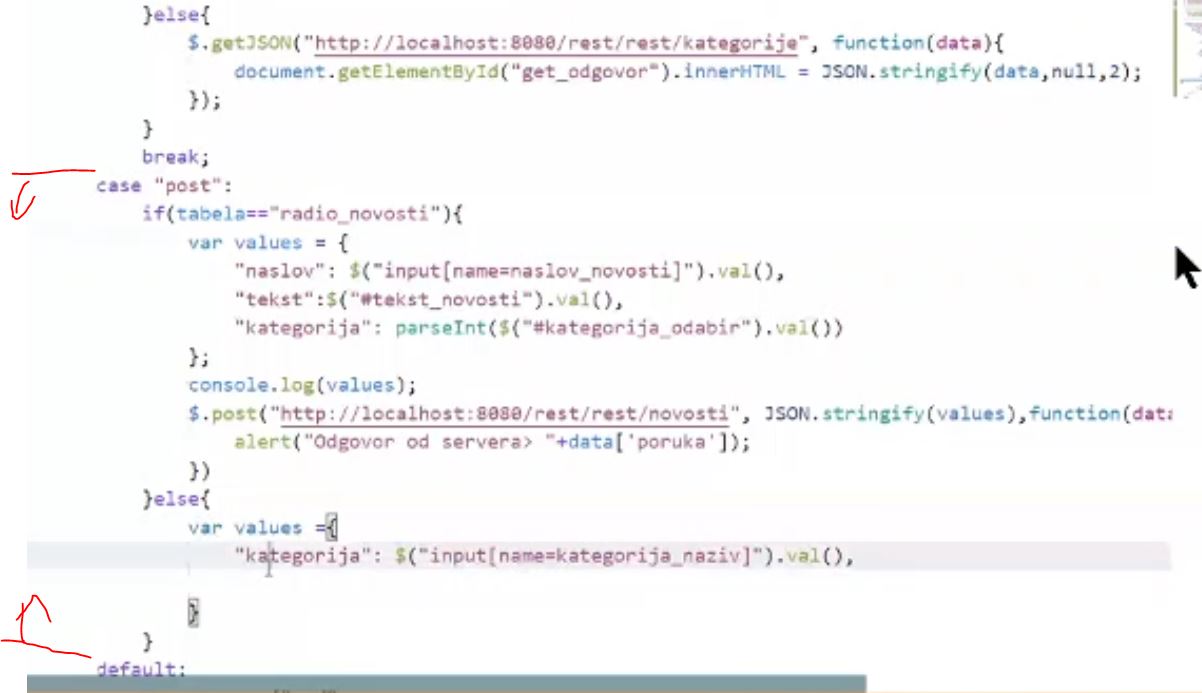 }else{
$.getJSON("http://localhost:8080/rest/rest/kategorije", function(data){
document.getElementById("get_odgovor").innerHTML = JSON.stringify(data,null,2);
});
}
break;
case "post":
if(tabela=="radio_novosti"){
var values = {
"naslov": $("input[name=naslov_novosti]").val(),
"tekst":$("#tekst_novosti").val(),
"kategorija": parseInt($("#kategorija_odabir").val())
};
console.log(values);
$.post("http://localhost:8080/rest/rest/novosti", JSON.stringify(values),function(data
alert("Odgovor od servera> "+data['poruka']);
})
}else{
var values ={
"kategorija": $("input[name=kategorija_naziv]").val(),
}
}
default: